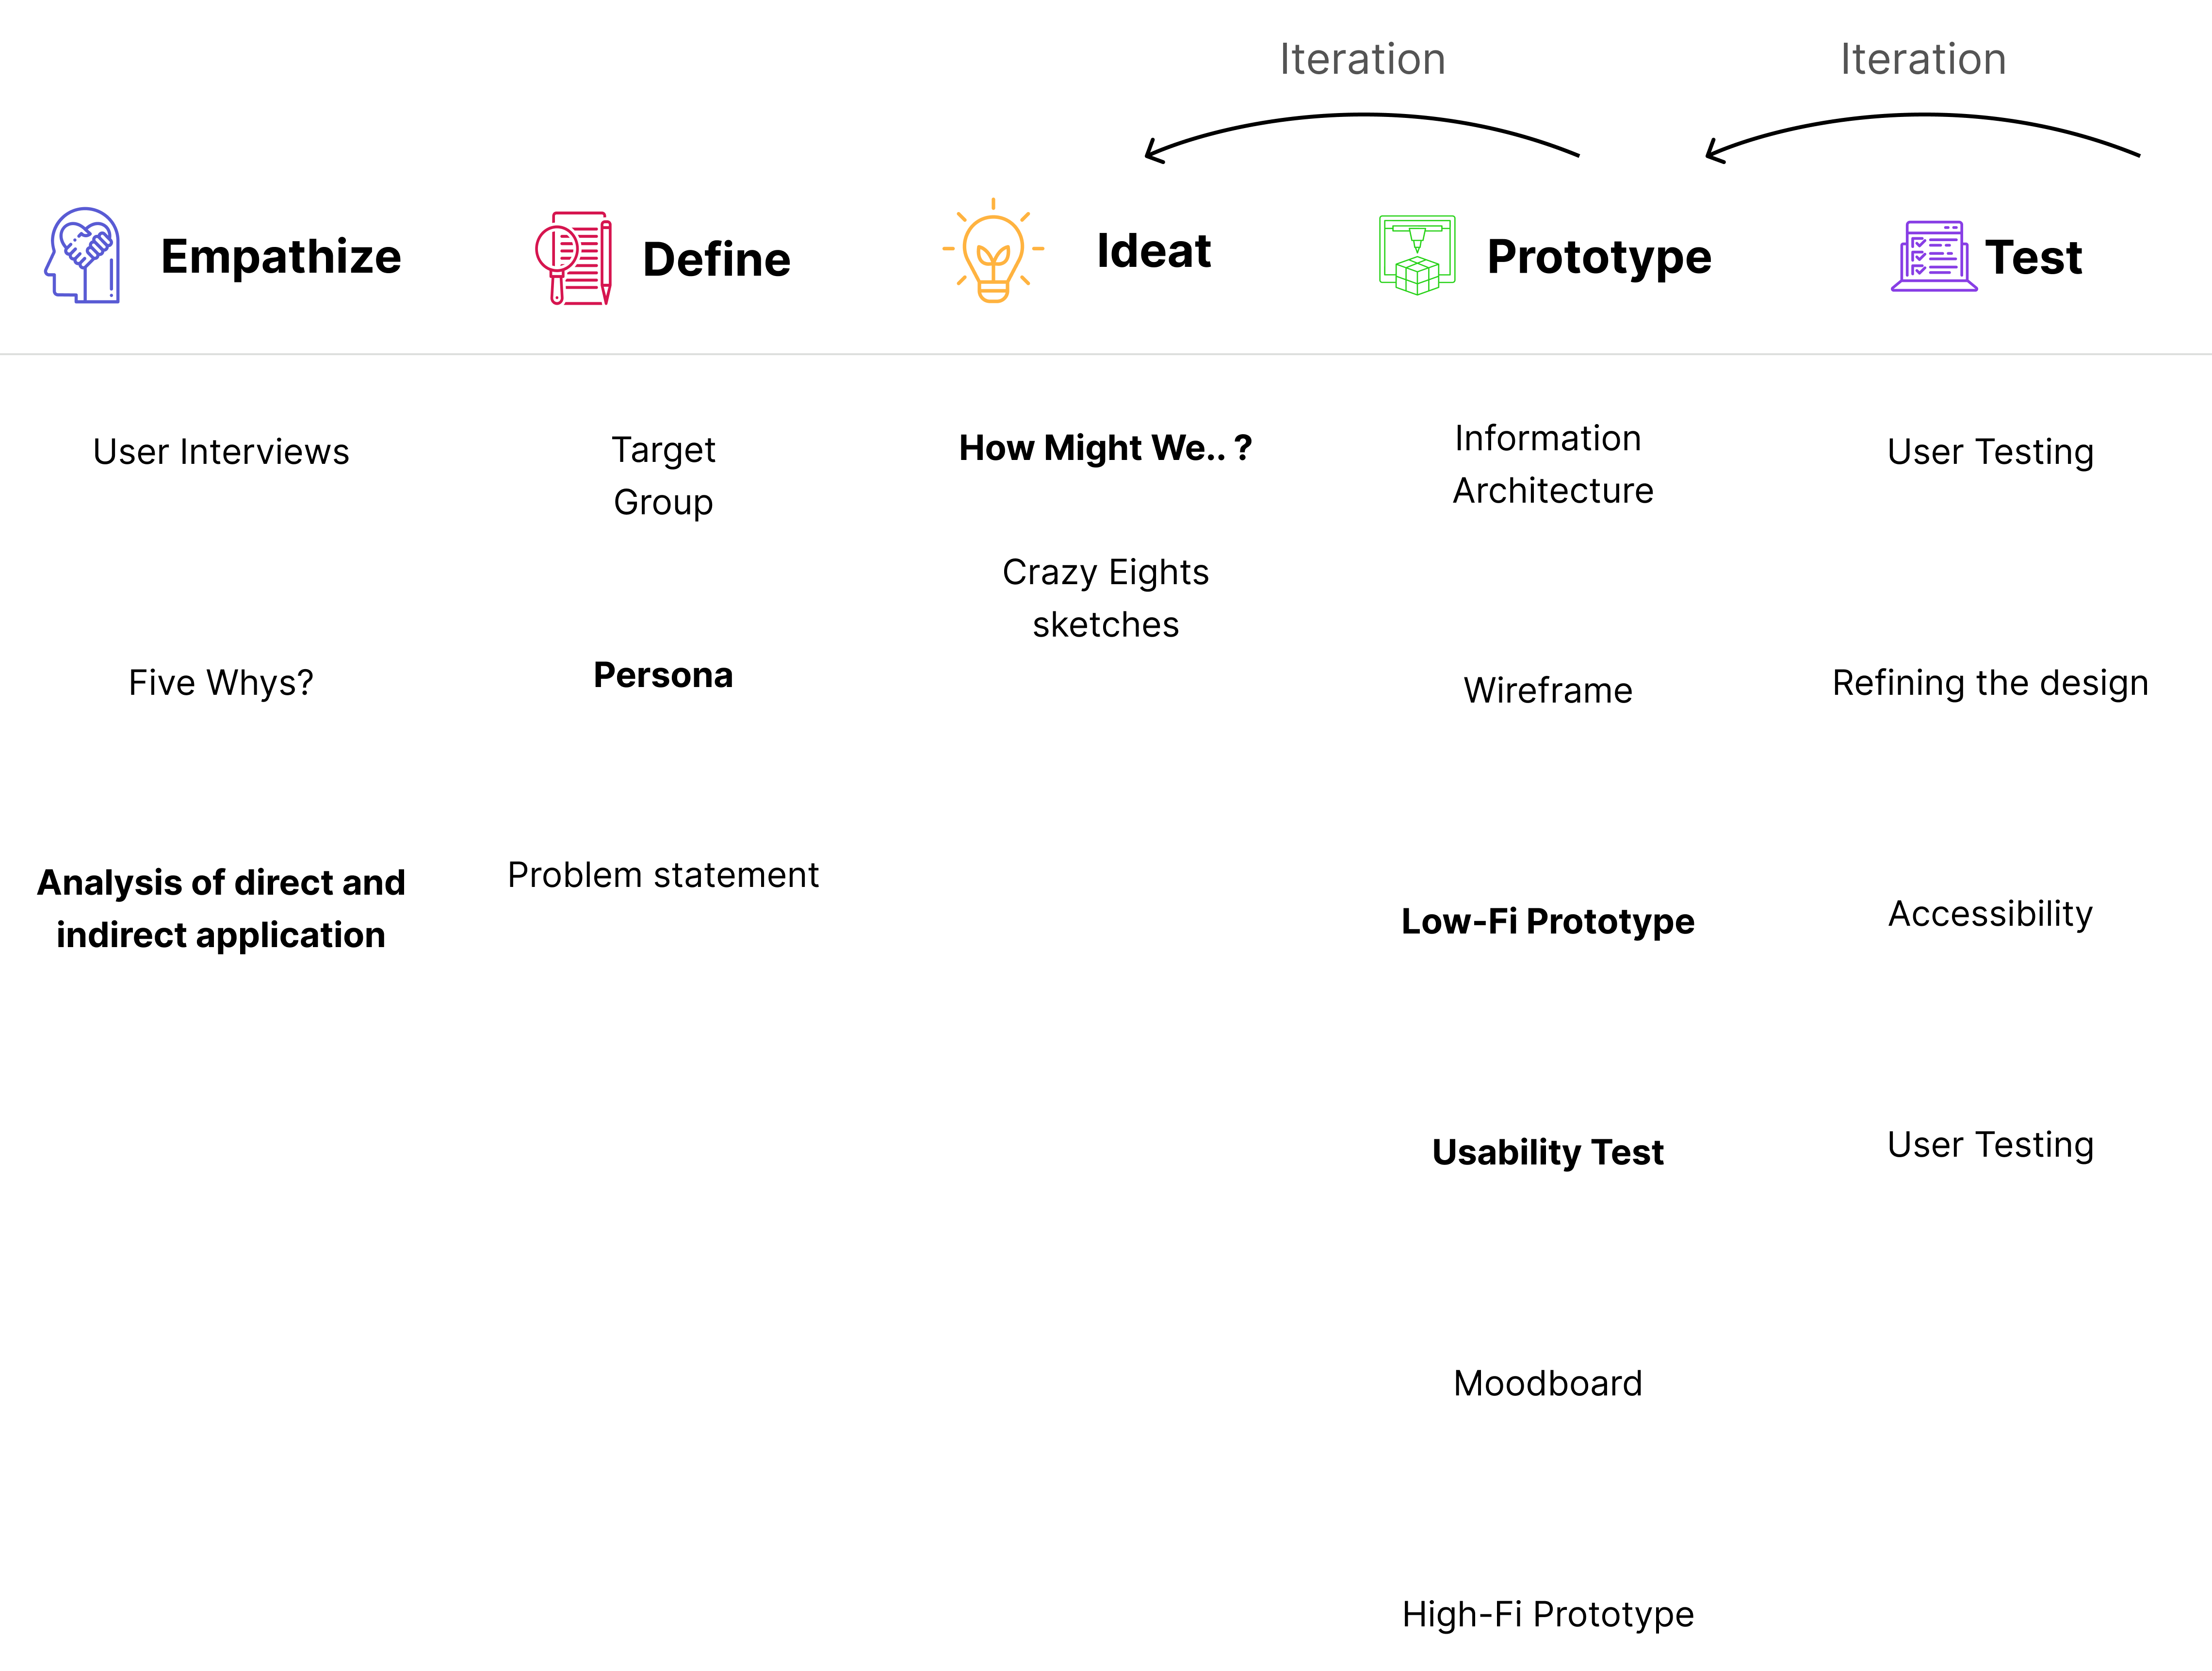 Iteration
Iteration
Empathize
Define
Ideat
Prototype
Test
User Interviews
Five Whys?
Analysis of direct and
indirect application
Target
Group
Persona
Problem statement
How Might We.. ?
Crazy Eights
sketches
Information
Architecture
Wireframe
Low-Fi Prototype
Usability Test
Moodboard
High-Fi Prototype
User Testing
Refining the design
Accessibility
User Testing